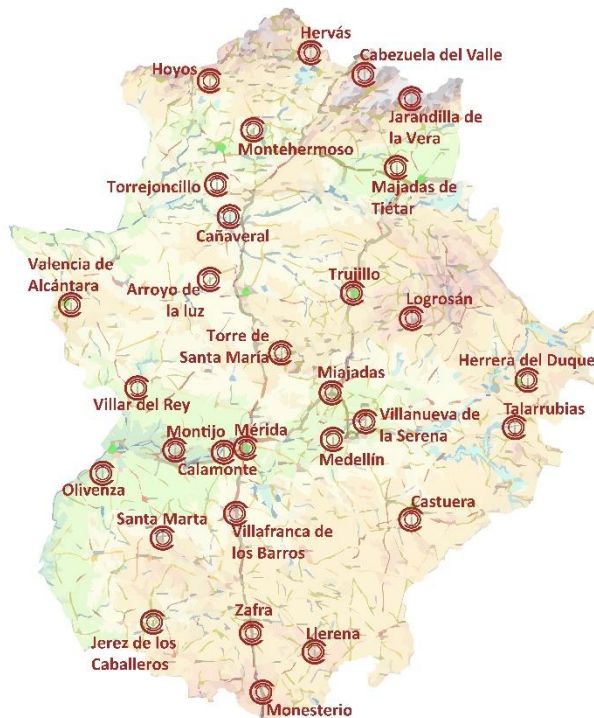 Hervás
Cabezuela del Valle
Hoyos
Jarandilla de
la Vera
Montehermoso
Torrejoncillo
Majadas de
Tiétar
Cañaveral
Valencia de
Alcántara
Arroyo de
la luz
Trujillo
Logrosán
Torre de
Santa María
Herrera del Duque
Miajadas
Villar del Rey
Villanueva de
la Serena
Talarrubias
Montijo
Mérida
Calamonte
Medellín
Olivenza
Santa Marta
Castuera
Villafranca de
los Barros
Zafra
Jerez de los
Caballeros
Llerena
Monesterio